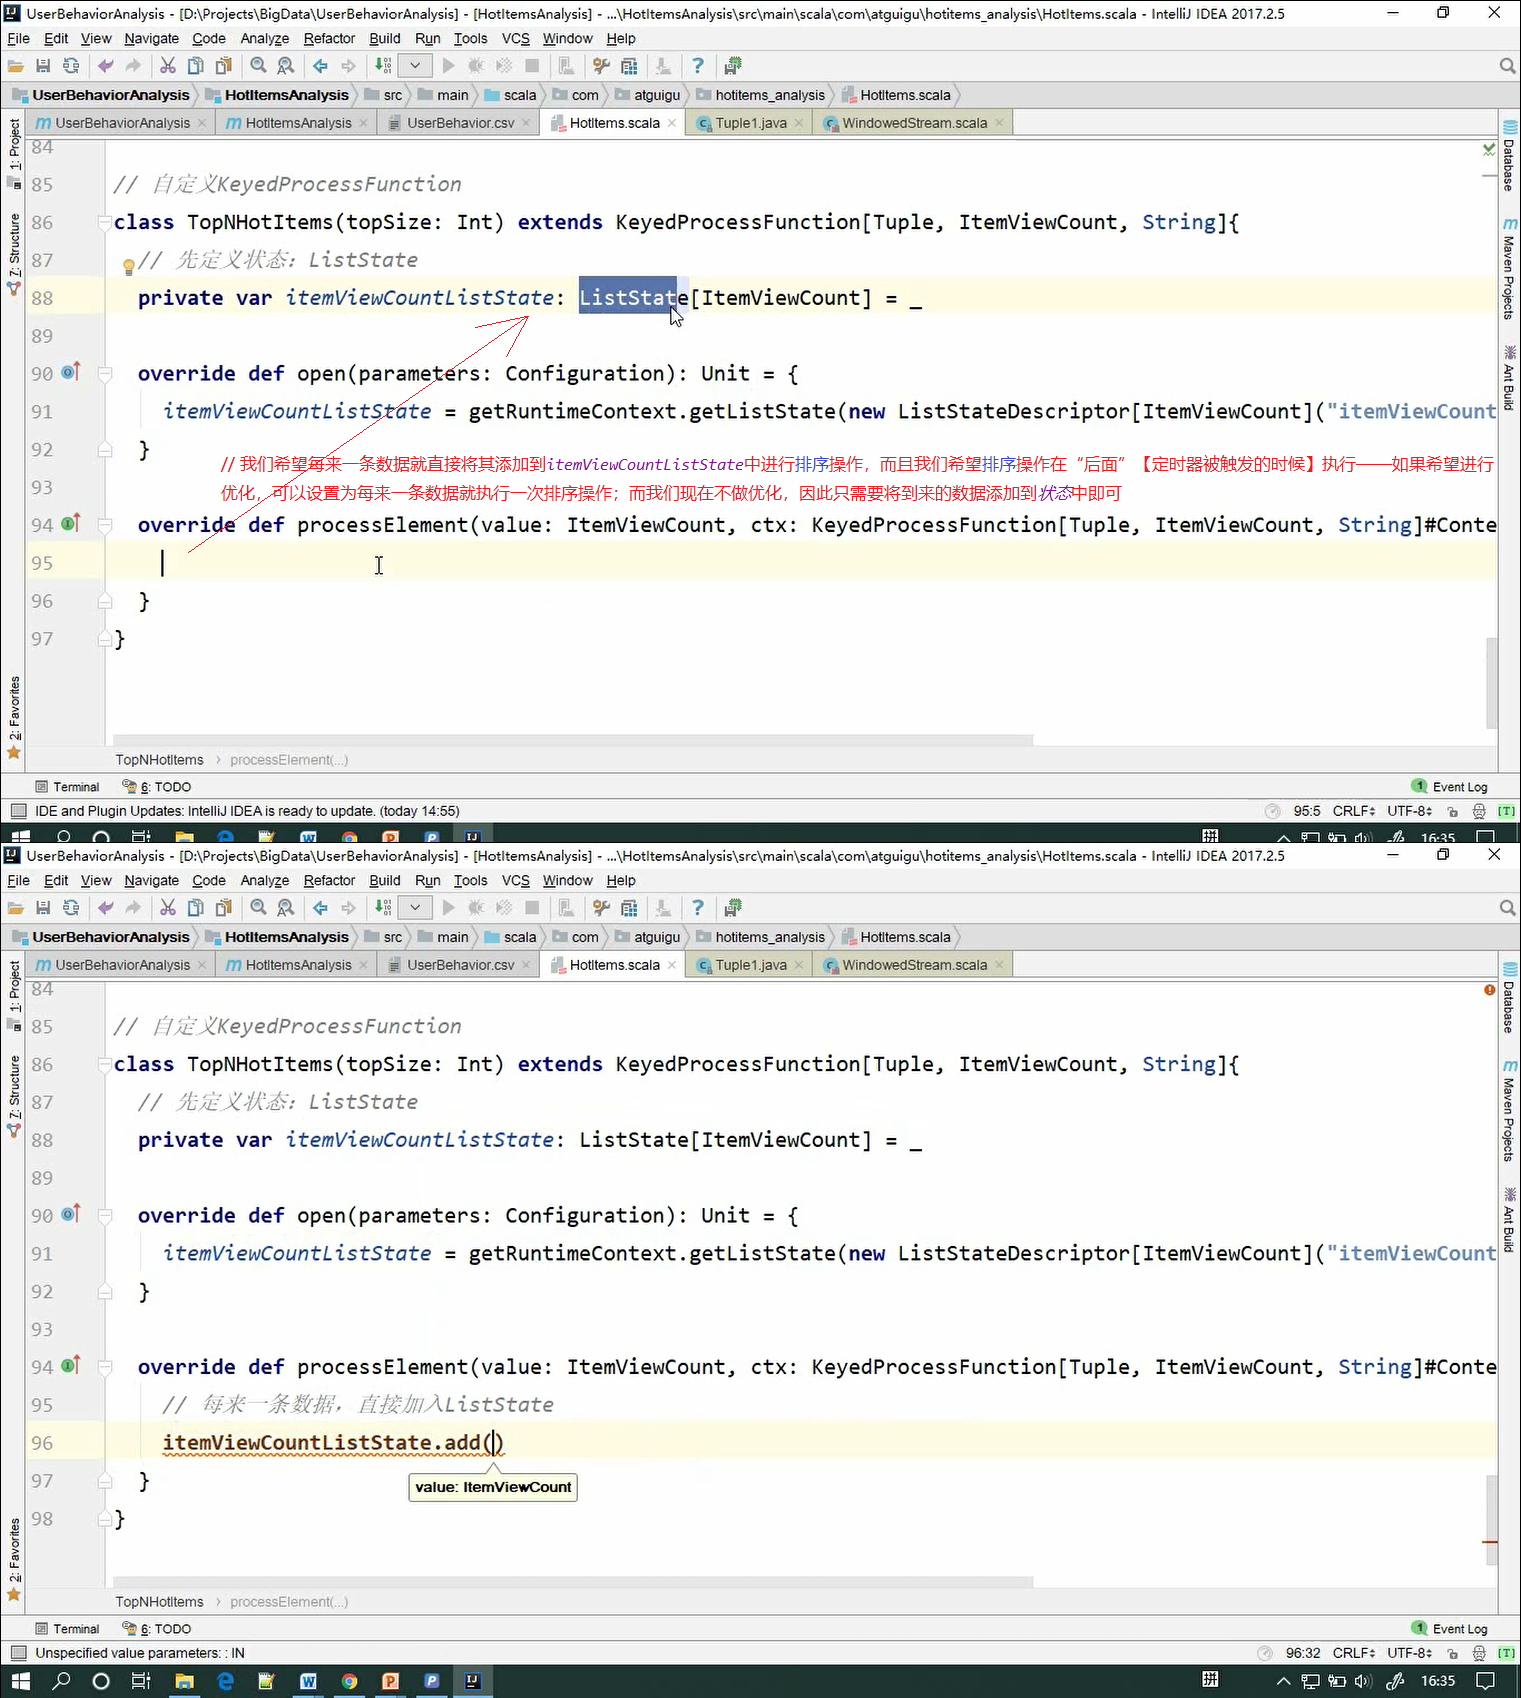 UserBehaviorAnalysis - [D:\Projects\BigData\UserBehaviorAnalysis] - [HotItemsAnalysis] - ...\HotItemsAnalysis\src\main\scala\com\atguigu\hotitems_analysis\HotItems.scala - IntelliJ IDEA 2017.2.5
File Edit View Navigate Code Analyze Refactor Build Run Tools VCS Window Help
UserBehaviorAnalysis HotItemsAnalysis src main scala com atguigu hotitems_analysis HotItems.scala
UserBehaviorAnalysis HotItemsAnalysis UserBehavior.csv HotItems.scala Tuple1.java WindowedStream.scala
1: Project
7: Structure
2: Favorites
Database
Maven Projects
Ant Build
84
85 // 自定义KeyedProcessFunction
86 class TopNHotItems(topSize: Int) extends KeyedProcessFunction[Tuple, ItemViewCount, String]{
87 // 先定义状态：ListState
88 private var itemViewCountListState: ListState[ItemViewCount] = _
89
90 override def open(parameters: Configuration): Unit = {
91 itemViewCountListState = getRuntimeContext.getListState(new ListStateDescriptor[ItemViewCount]("itemViewCount
92 }
// 我们希望每来一条数据就直接将其添加到itemViewCountListState中进行排序操作，而且我们希望排序操作在“后面”【定时器被触发的时候】执行——如果希望进行
93
优化，可以设置为每来一条数据就执行一次排序操作；而我们现在不做优化，因此只需要将到来的数据添加到状态中即可
94 override def processElement(value: ItemViewCount, ctx: KeyedProcessFunction[Tuple, ItemViewCount, String]#Conte
95
96 }
97 }
TopNHotItems › processElement(...)
Terminal 6: TODO 1 Event Log
IDE and Plugin Updates: IntelliJ IDEA is ready to update. (today 14:55) 95:5 CRLF UTF-8 [T]
拼 16:35
UserBehaviorAnalysis - [D:\Projects\BigData\UserBehaviorAnalysis] - [HotItemsAnalysis] - ...\HotItemsAnalysis\src\main\scala\com\atguigu\hotitems_analysis\HotItems.scala - IntelliJ IDEA 2017.2.5
File Edit View Navigate Code Analyze Refactor Build Run Tools VCS Window Help
UserBehaviorAnalysis HotItemsAnalysis src main scala com atguigu hotitems_analysis HotItems.scala
UserBehaviorAnalysis HotItemsAnalysis UserBehavior.csv HotItems.scala Tuple1.java WindowedStream.scala
1: Project
7: Structure
2: Favorites
Database
Maven Projects
Ant Build
84
85 // 自定义KeyedProcessFunction
86 class TopNHotItems(topSize: Int) extends KeyedProcessFunction[Tuple, ItemViewCount, String]{
87 // 先定义状态：ListState
88 private var itemViewCountListState: ListState[ItemViewCount] = _
89
90 override def open(parameters: Configuration): Unit = {
91 itemViewCountListState = getRuntimeContext.getListState(new ListStateDescriptor[ItemViewCount]("itemViewCount
92 }
93
94 override def processElement(value: ItemViewCount, ctx: KeyedProcessFunction[Tuple, ItemViewCount, String]#Conte
95 // 每来一条数据，直接加入ListState
96 itemViewCountListState.add()
97 }
value: ItemViewCount
98 }
TopNHotItems › processElement(...)
Terminal 6: TODO 1 Event Log
Unspecified value parameters: : IN 96:32 CRLF UTF-8 [T]
拼 16:35